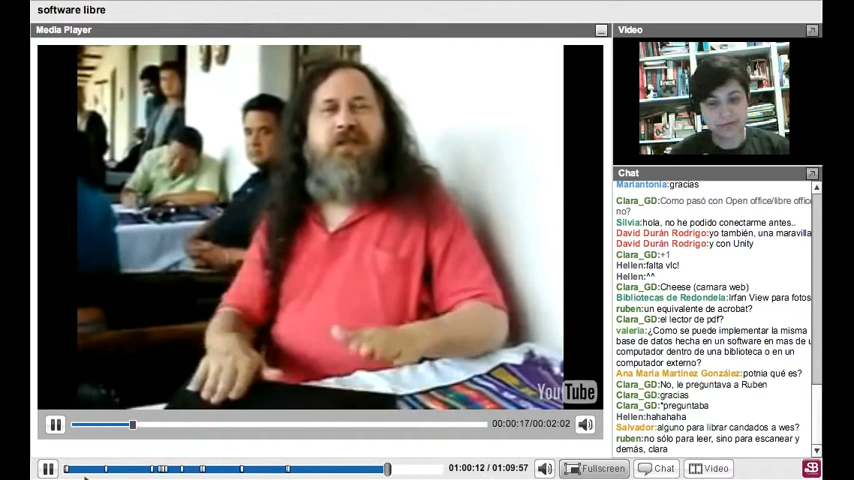 software libre
Media Player
Video
YouTube
00:00:17/00:02:02
01:00:12 / 01:09:57
Fullscreen
Chat
Video
Chat
Mariantonia:gracias
Clara_GD:Como pasó con Open office/libre offic
no?
Silvia:hola, no he podido conectarme antes..
David Durán Rodrigo:yo también, una maravilla
David Durán Rodrigo:y con Unity
Clara_GD:+1
Hellen:falta vlc!
Hellen:^^
Clara_GD:Cheese (camara web)
Bibliotecas de Redondela:Irfan View para fotos
ruben:un equivalente de acrobat?
Clara_GD:el lector de pdf?
valeria:¿Como se puede implementar la misma
base de datos hecha en un software en mas de u
computador dentro de una biblioteca o en un
computador externo?
Ana Maria Martinez González:potnia qué es?
Clara_GD:No, le preguntava a Ruben
Clara_GD:gracias
Clara_GD:*preguntaba
Hellen:hahahaha
Salvador:alguno para librar candados a wes?
ruben:no sólo para leer, sino para escanear y
demás, clara
SB